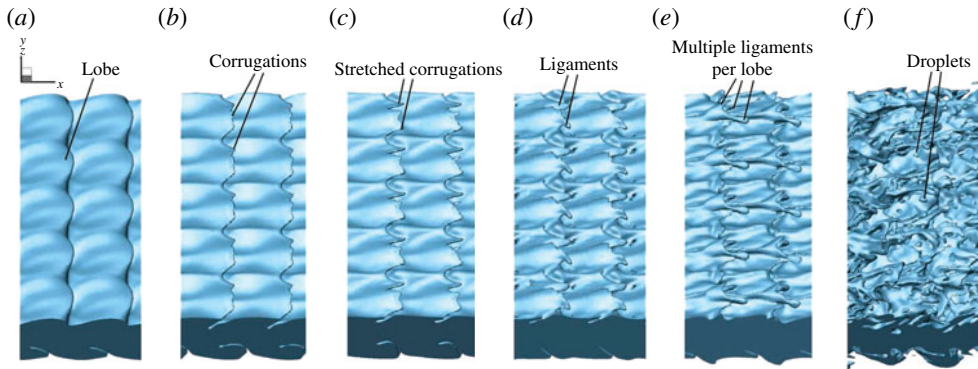 (a)
(b)
(c)
(d)
(e)
(f)
y
z
x
Lobe
Corrugations
Stretched corrugations
Ligaments
Multiple ligaments
per lobe
Droplets